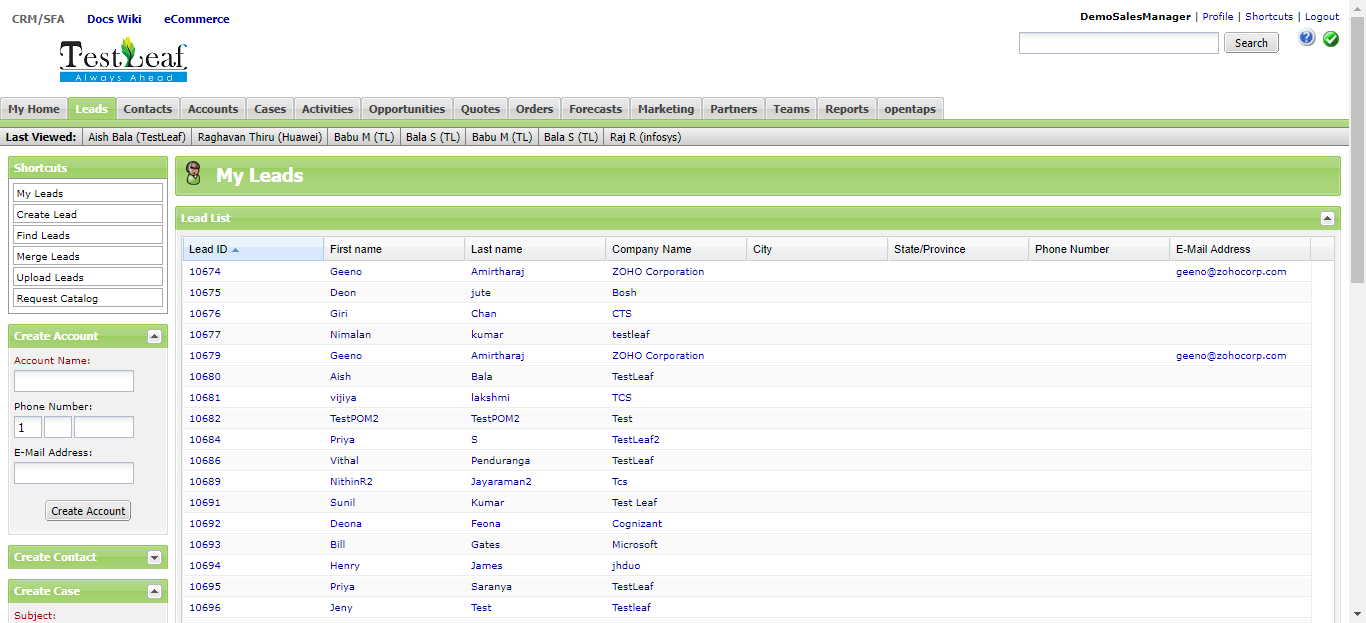 CRM/SFA Docs Wiki eCommerce
DemoSalesManager | Profile | Shortcuts | Logout
TestLeaf
Always Ahead
Search
?
My Home Leads Contacts Accounts Cases Activities Opportunities Quotes Orders Forecasts Marketing Partners Teams Reports opentaps
Last Viewed: Aish Bala (TestLeaf) Raghavan Thiru (Huawei) Babu M (TL) Bala S (TL) Babu M (TL) Bala S (TL) Raj R (infosys)
Shortcuts
My Leads
Create Lead
Find Leads
Merge Leads
Upload Leads
Request Catalog
Create Account
Account Name:
Phone Number:
1
E-Mail Address:
Create Account
Create Contact
Create Case
Subject:
My Leads
Lead List
Lead ID First name Last name Company Name City State/Province Phone Number E-Mail Address
10674 Geeno Amirtharaj ZOHO Corporation geeno@zohocorp.com
10675 Deon jute Bosh
10676 Giri Chan CTS
10677 Nimalan kumar testleaf
10679 Geeno Amirtharaj ZOHO Corporation geeno@zohocorp.com
10680 Aish Bala TestLeaf
10681 vijiya lakshmi TCS
10682 TestPOM2 TestPOM2 Test
10684 Priya S TestLeaf2
10686 Vithal Penduranga TestLeaf
10689 NithinR2 Jayaraman2 Tcs
10691 Sunil Kumar Test Leaf
10692 Deona Feona Cognizant
10693 Bill Gates Microsoft
10694 Henry James jhduo
10695 Priya Saranya TestLeaf
10696 Jeny Test Testleaf